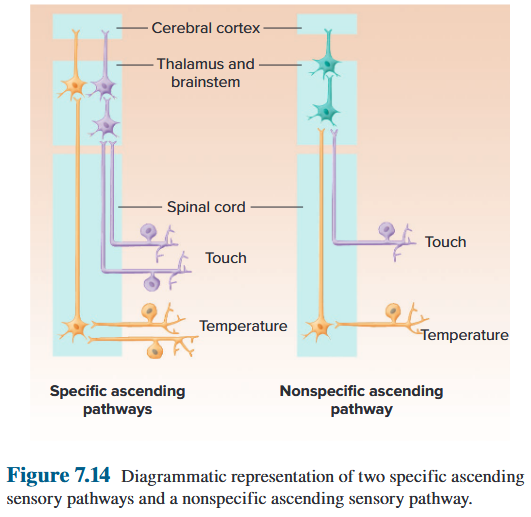 Cerebral cortex
Thalamus and
brainstem
Spinal cord
Touch
Touch
Temperature
Temperature
Specific ascending
pathways
Nonspecific ascending
pathway
Figure 7.14 Diagrammatic representation of two specific ascending
sensory pathways and a nonspecific ascending sensory pathway.